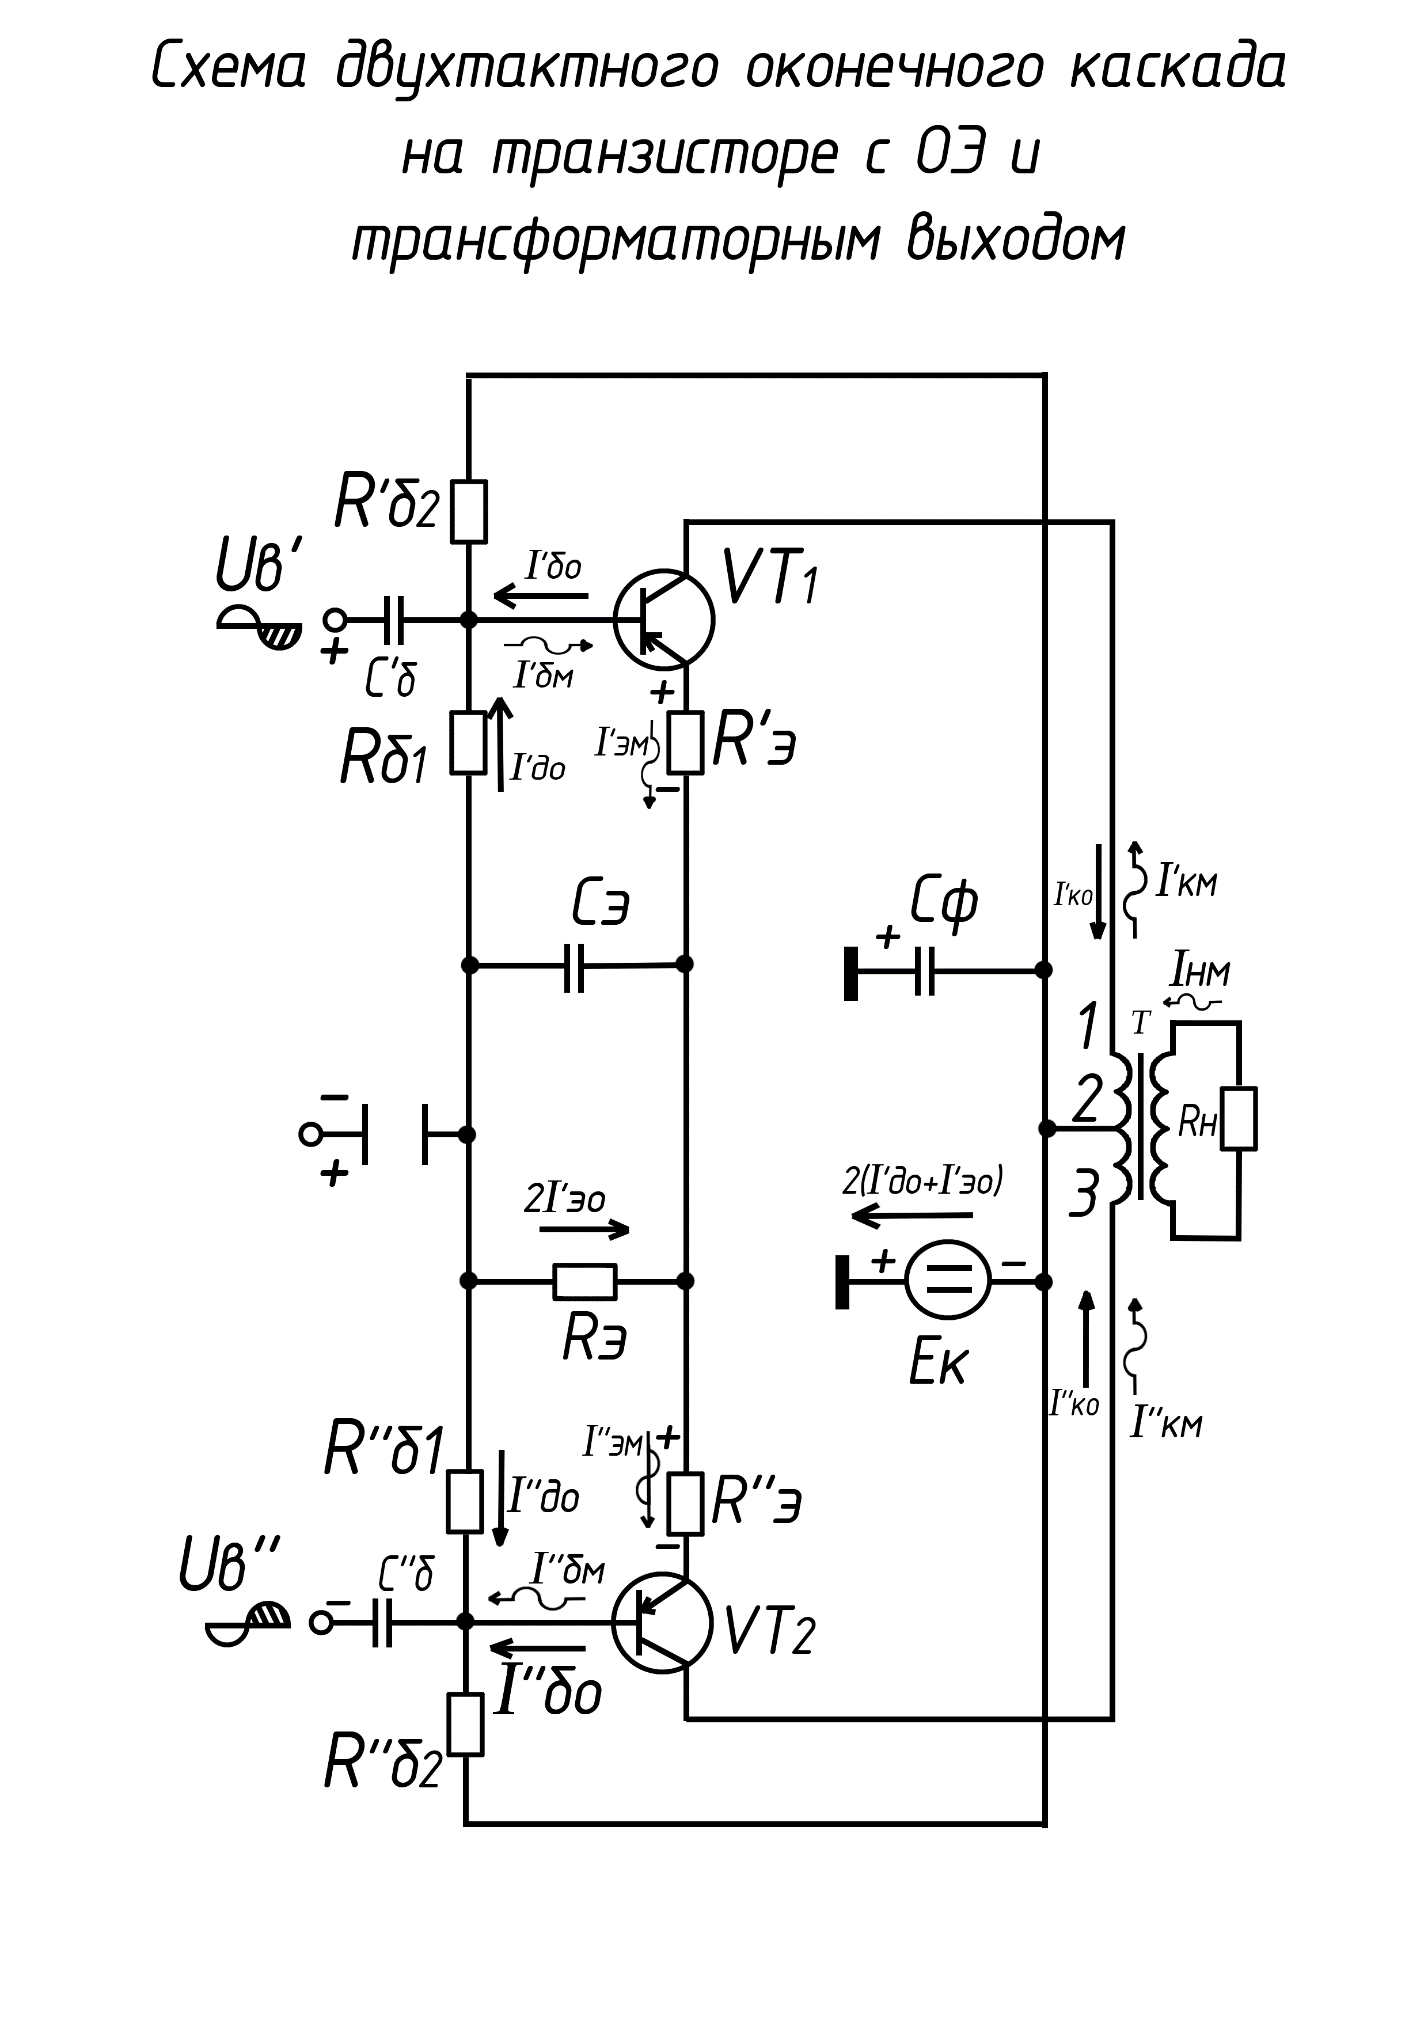 Схема двухтактного оконечного каскада
на транзисторе с ОЭ и
трансформаторным выходом
R'б2
Uв'
I'бо
VT1
+
C'б
I'бм
+
Rб1
I'до
I'эм
R'э
−
Cэ
Cф
+
I'ко
I'км
Iнм
1
T
2
Rн
3
−
+
2I'эо
2(I'до+I'эо)
+
−
Rэ
Eк
I''ко
I''км
R''б1
I''до
I''эм
+
R''э
−
Uв''
C''б
I''бм
−
VT2
I''бо
R''б2